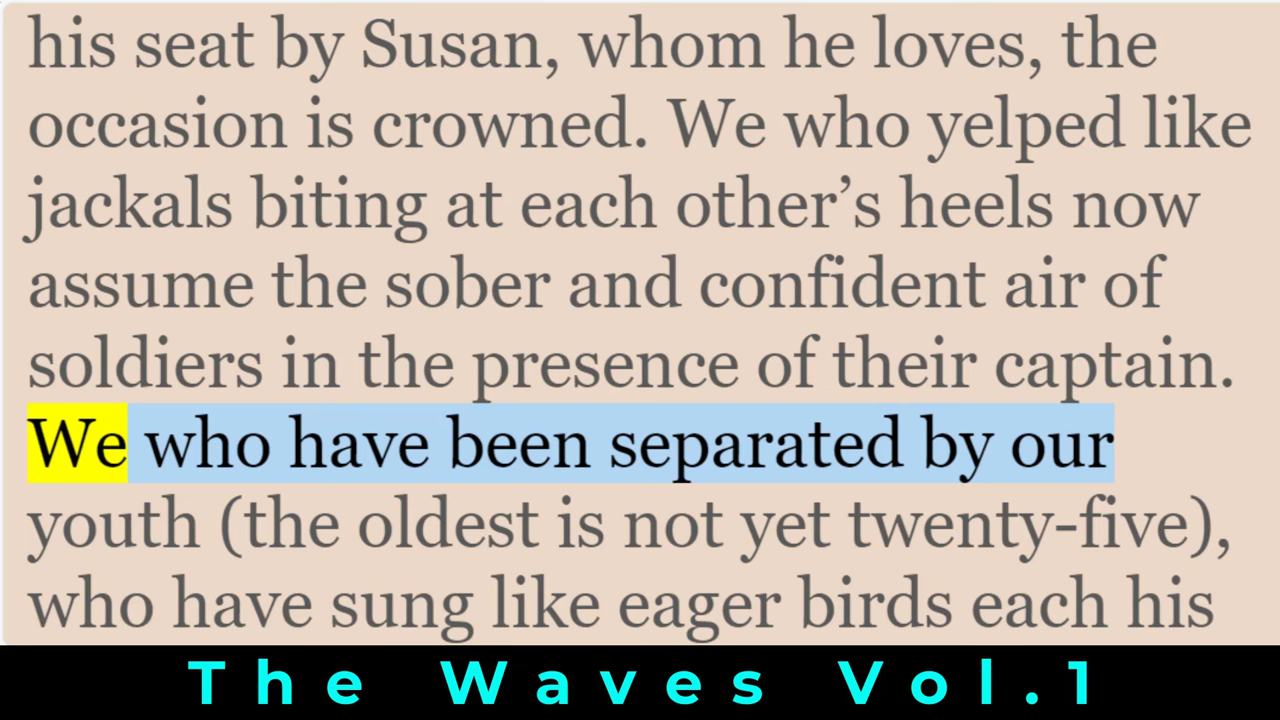 his seat by Susan, whom he loves, the
occasion is crowned. We who yelped like
jackals biting at each other’s heels now
assume the sober and confident air of
soldiers in the presence of their captain.
We who have been separated by our
youth (the oldest is not yet twenty-five),
who have sung like eager birds each his
The Waves Vol.1